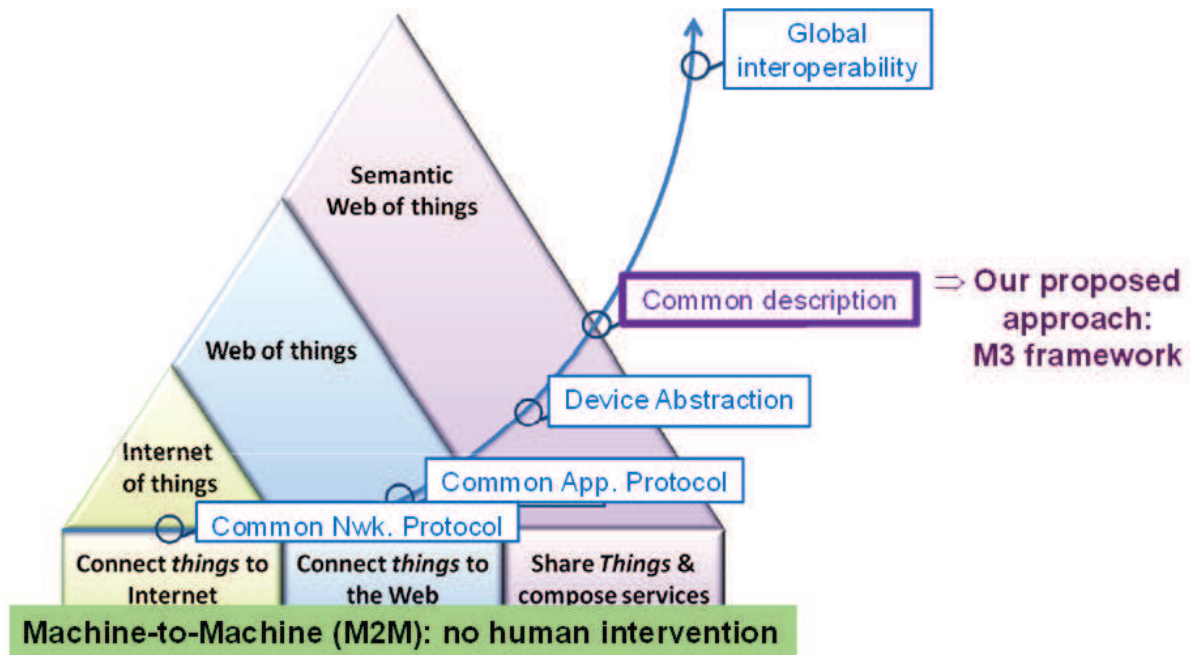 Global
interoperability
Semantic
Web of things
Common description
⇒ Our proposed
approach:
M3 framework
Web of things
Device Abstraction
Internet
of things
Common App. Protocol
Common Nwk. Protocol
Connect things to
Internet
Connect things to
the Web
Share Things &
compose services
Machine-to-Machine (M2M): no human intervention